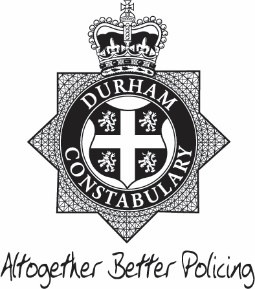 DURHAM
CONSTABULARY
Altogether Better Policing